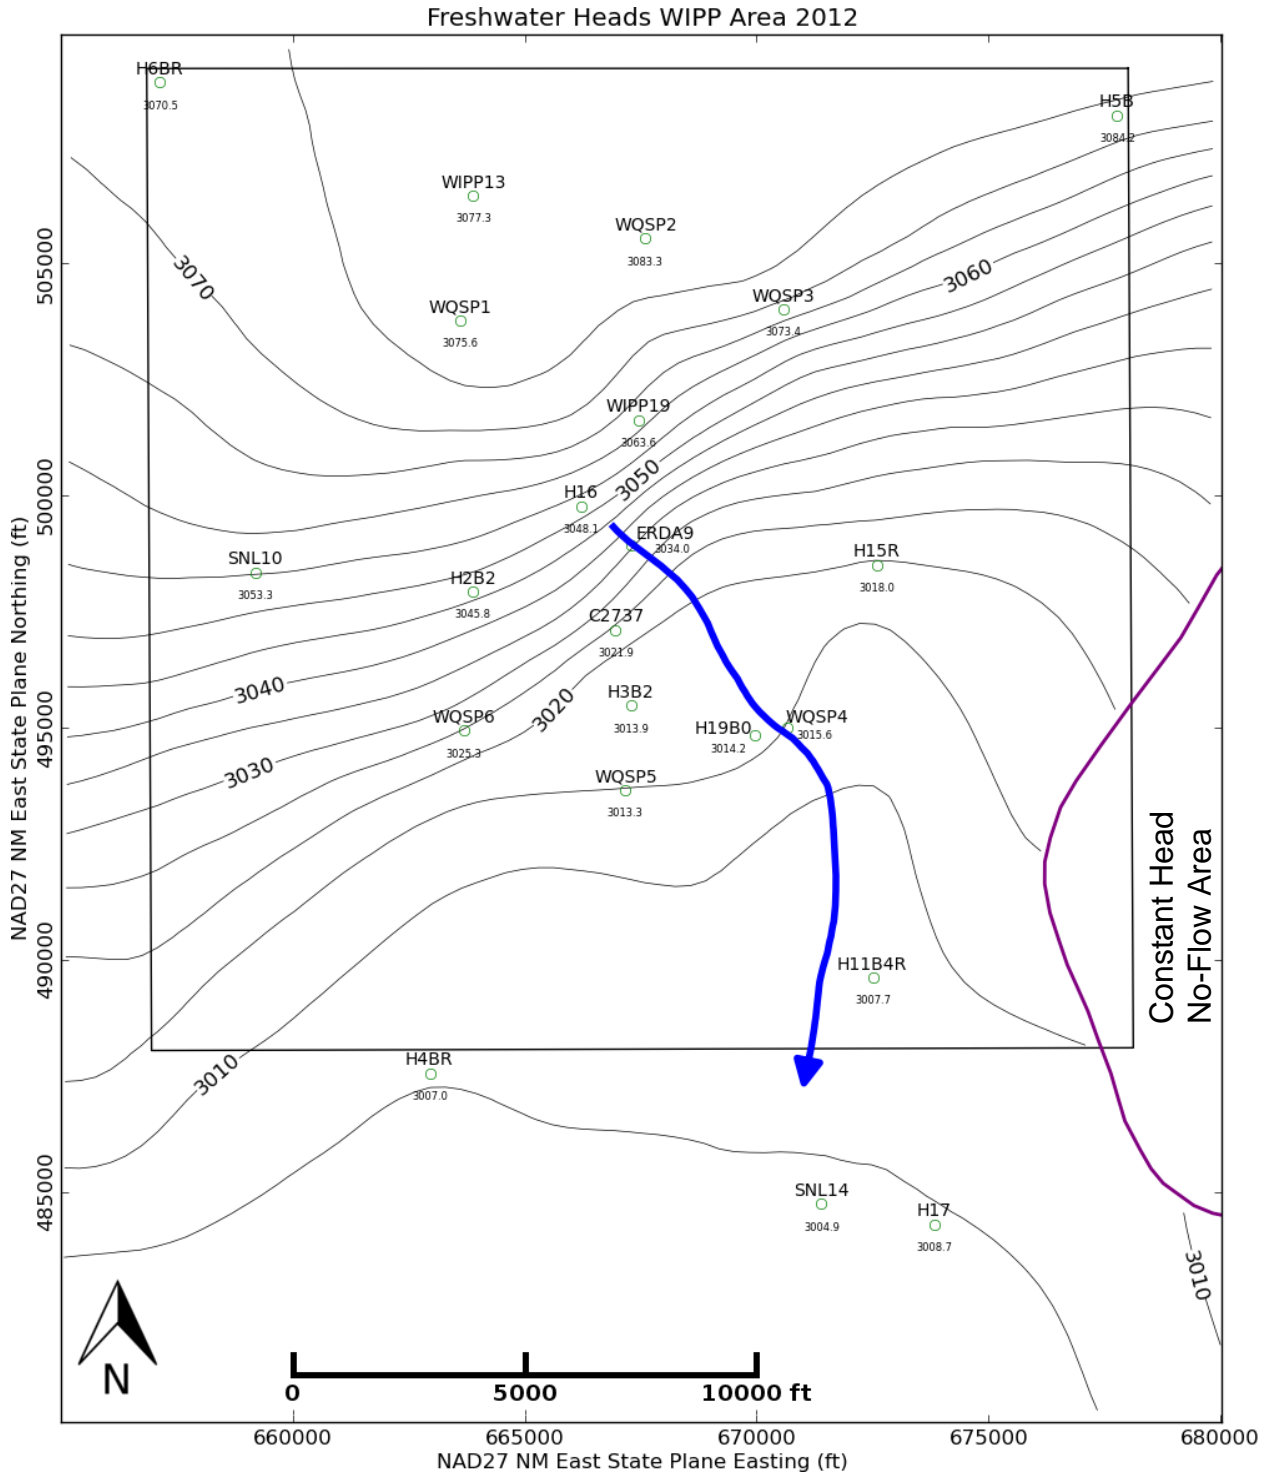 Freshwater Heads WIPP Area 2012
H6BR
3070.5
H5B
3084.2
WIPP13
3077.3
WQSP2
3083.3
3070
3060
WQSP3
3073.4
WQSP1
3075.6
WIPP19
3063.6
3050
H16
3048.1
ERDA9
3034.0
SNL10
3053.3
H2B2
3045.8
H15R
3018.0
C2737
3021.9
3040
H3B2
3013.9
3020
WQSP6
3025.3
H19B0
3014.2
WQSP4
3015.6
3030
WQSP5
3013.3
Constant Head
No-Flow Area
H11B4R
3007.7
3010
H4BR
3007.0
SNL14
3004.9
H17
3008.7
3010
N
0 5000 10000 ft
505000
500000
495000
490000
485000
NAD27 NM East State Plane Northing (ft)
660000 665000 670000 675000 680000
NAD27 NM East State Plane Easting (ft)